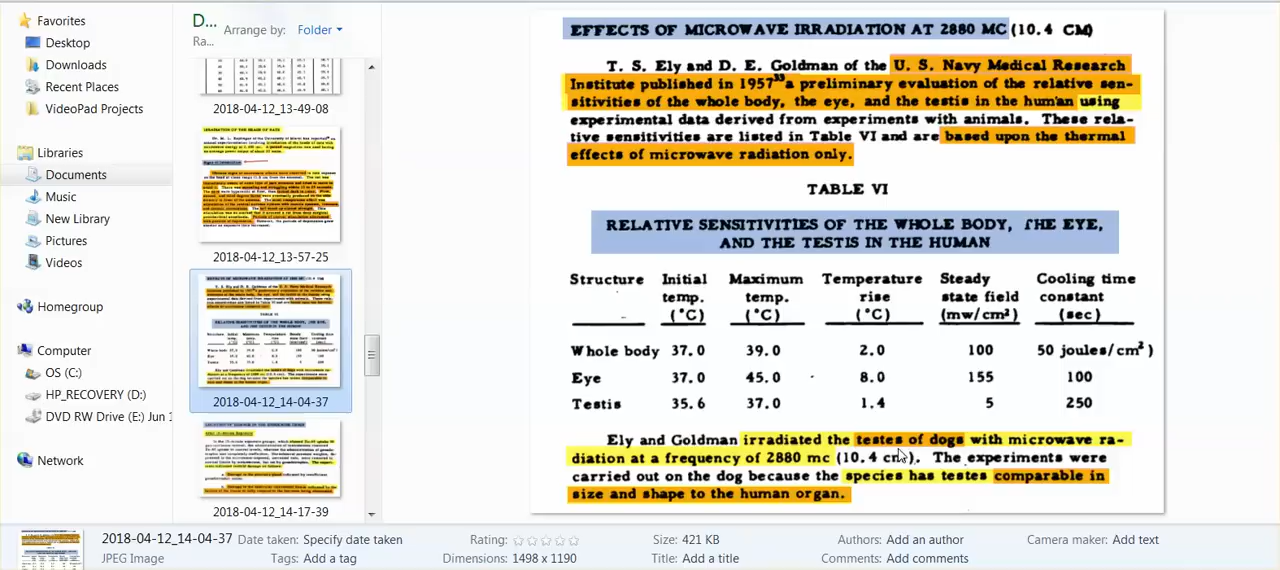 Favorites
Desktop
Downloads
Recent Places
VideoPad Projects
Libraries
Documents
Music
New Library
Pictures
Videos
Homegroup
Computer
OS (C:)
HP_RECOVERY (D:)
DVD RW Drive (E:) Jun 1
Network
D...
Ra...
Arrange by: Folder
2018-04-12_13-49-08
2018-04-12_13-57-25
2018-04-12_14-04-37
2018-04-12_14-17-39
EFFECTS OF MICROWAVE IRRADIATION AT 2880 MC (10.4 CM)
T. S. Ely and D. E. Goldman of the U. S. Navy Medical Research
Institute published in 1957³³ a preliminary evaluation of the relative sen-
sitivities of the whole body, the eye, and the testis in the human using
experimental data derived from experiments with animals. These rela-
tive sensitivities are listed in Table VI and are based upon the thermal
effects of microwave radiation only.
TABLE VI
RELATIVE SENSITIVITIES OF THE WHOLE BODY, THE EYE,
AND THE TESTIS IN THE HUMAN
Structure Initial Maximum Temperature Steady Cooling time
temp. temp. rise state field constant
(°C) (°C) (°C) (mw/cm²) (sec)
Whole body 37.0 39.0 2.0 100 50 joules/cm²)
Eye 37.0 45.0 8.0 155 100
Testis 35.6 37.0 1.4 5 250
Ely and Goldman irradiated the testes of dogs with microwave ra-
diation at a frequency of 2880 mc (10.4 cm). The experiments were
carried out on the dog because the species has testes comparable in
size and shape to the human organ.
2018-04-12_14-04-37 Date taken: Specify date taken Rating: Size: 421 KB Authors: Add an author Camera maker: Add text
JPEG Image Tags: Add a tag Dimensions: 1498 x 1190 Title: Add a title Comments: Add comments